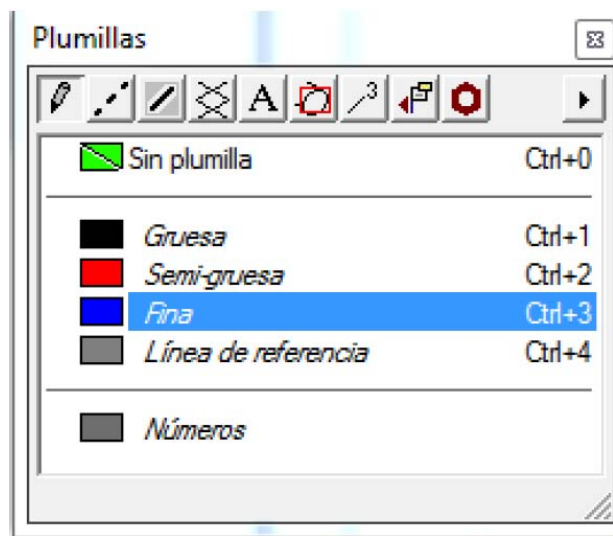 Plumillas
A 3
Sin plumilla Ctrl+0
Gruesa Ctrl+1
Semi-gruesa Ctrl+2
Fina Ctrl+3
Línea de referencia Ctrl+4
Números